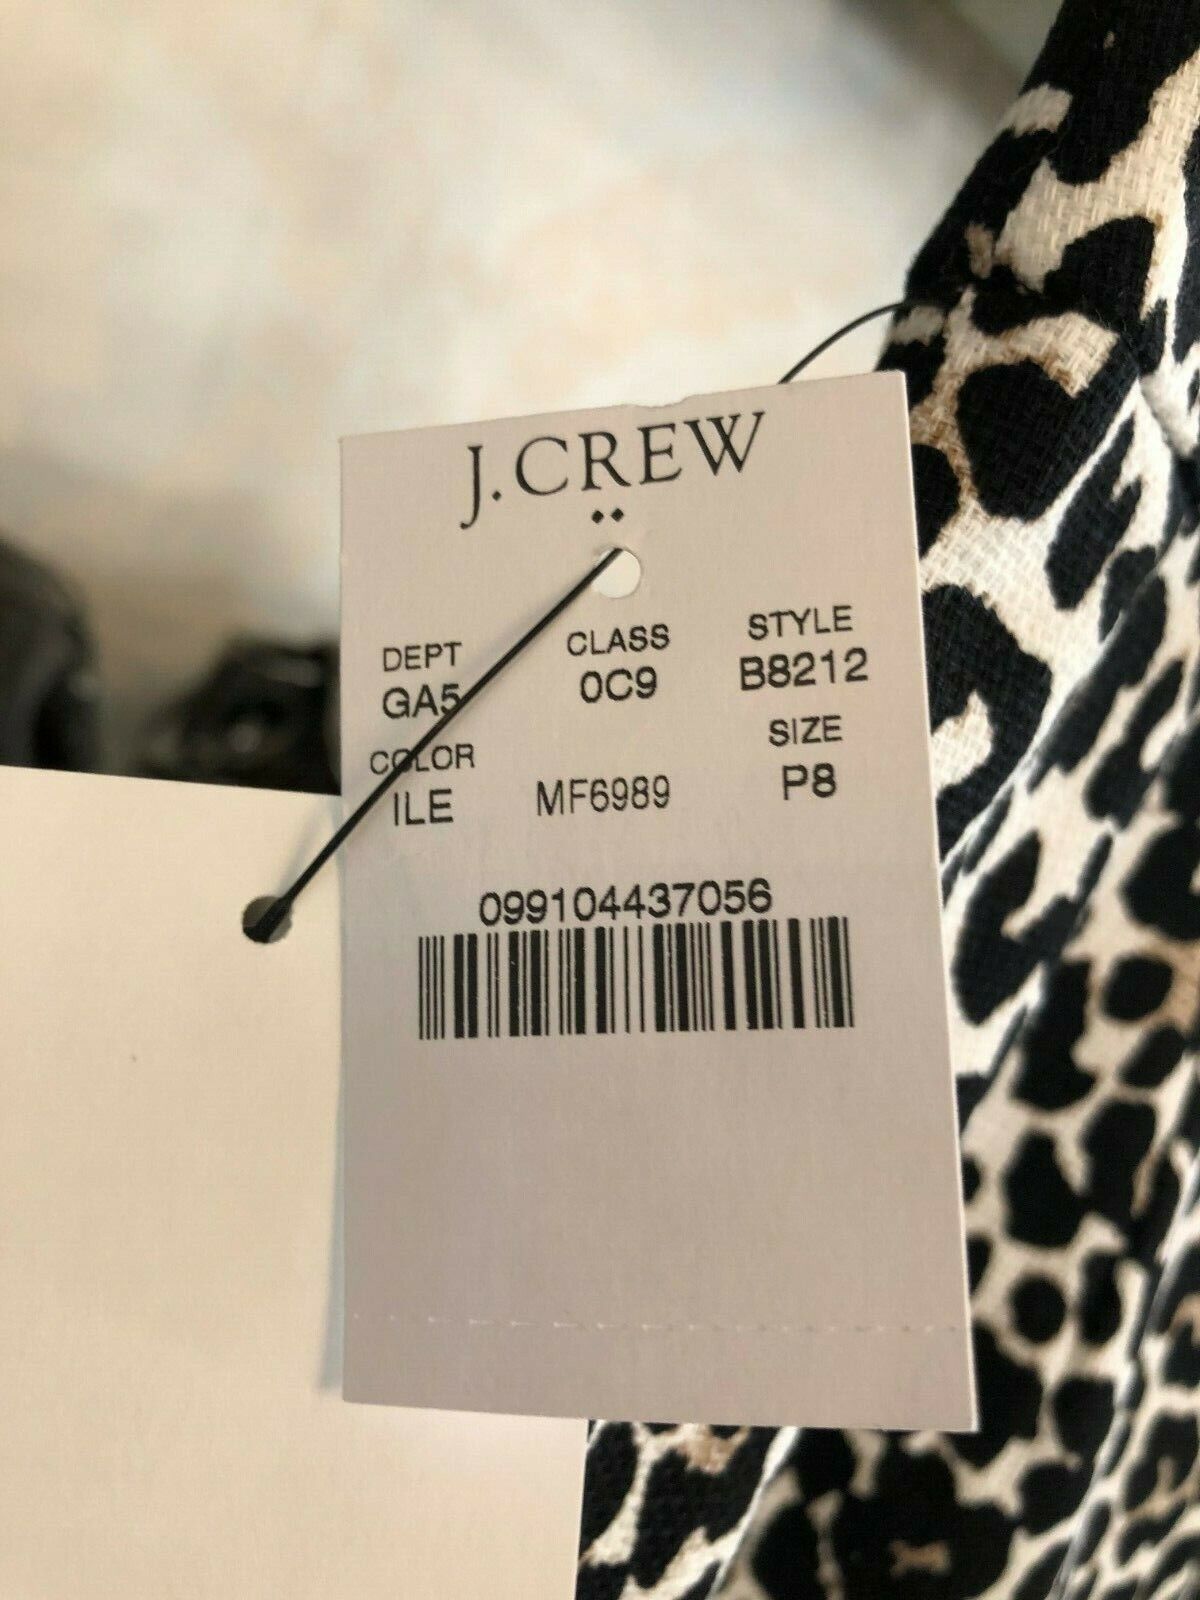 J.CREW
DEPT CLASS STYLE
GA5 0C9 B8212
COLOR SIZE
ILE MF6989 P8
099104437056